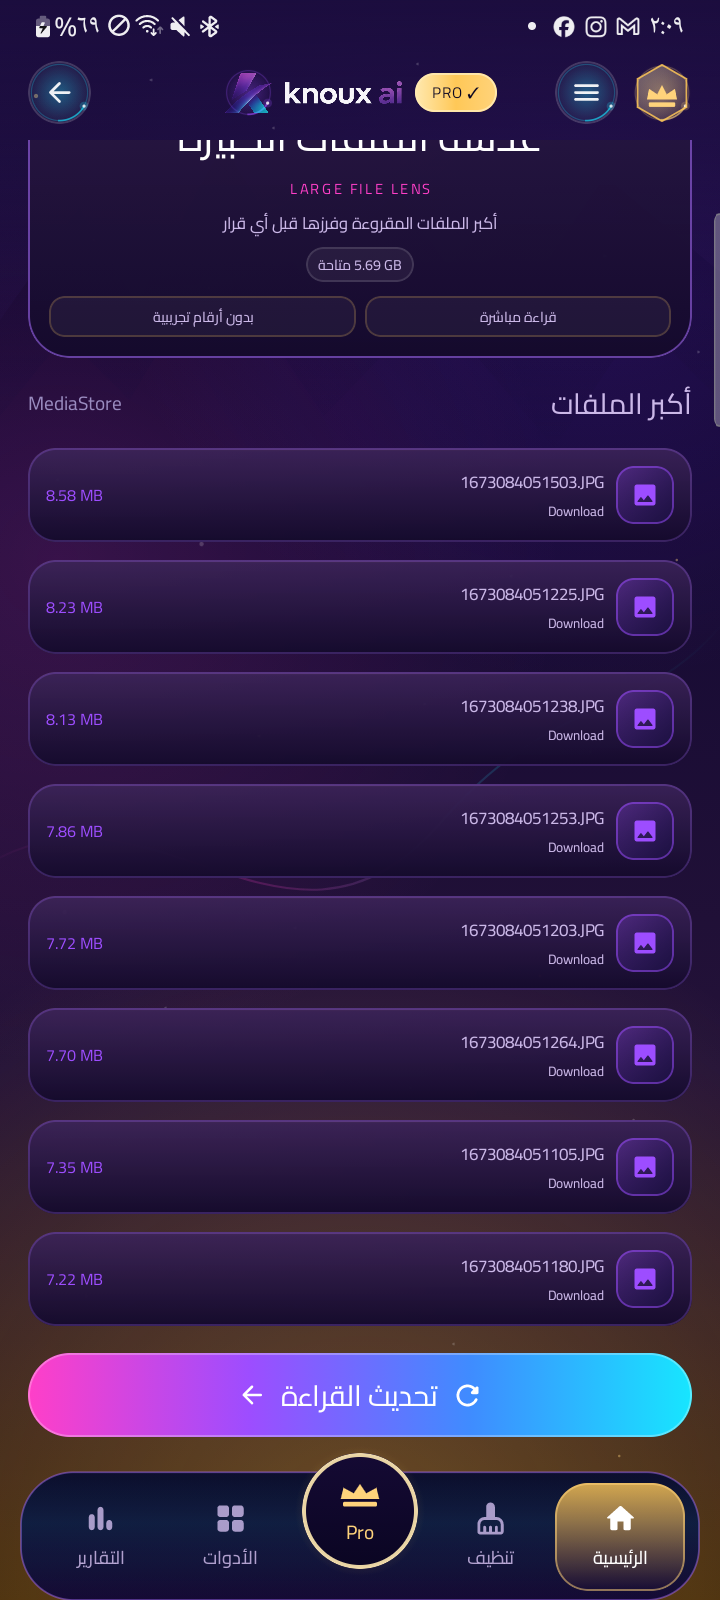 ٢:٠٩
%٦٩
knoux ai
PRO ✓
عدسة الملفات الكبيرة
LARGE FILE LENS
أكبر الملفات المقروءة وفرزها قبل أي قرار
5.69 GB متاحة
قراءة مباشرة
بدون أرقام تجريبية
أكبر الملفات
MediaStore
1673084051503.JPG
Download
8.58 MB
1673084051225.JPG
Download
8.23 MB
1673084051238.JPG
Download
8.13 MB
1673084051253.JPG
Download
7.86 MB
1673084051203.JPG
Download
7.72 MB
1673084051264.JPG
Download
7.70 MB
1673084051105.JPG
Download
7.35 MB
1673084051180.JPG
Download
7.22 MB
تحديث القراءة
الرئيسية
تنظيف
Pro
الأدوات
التقارير